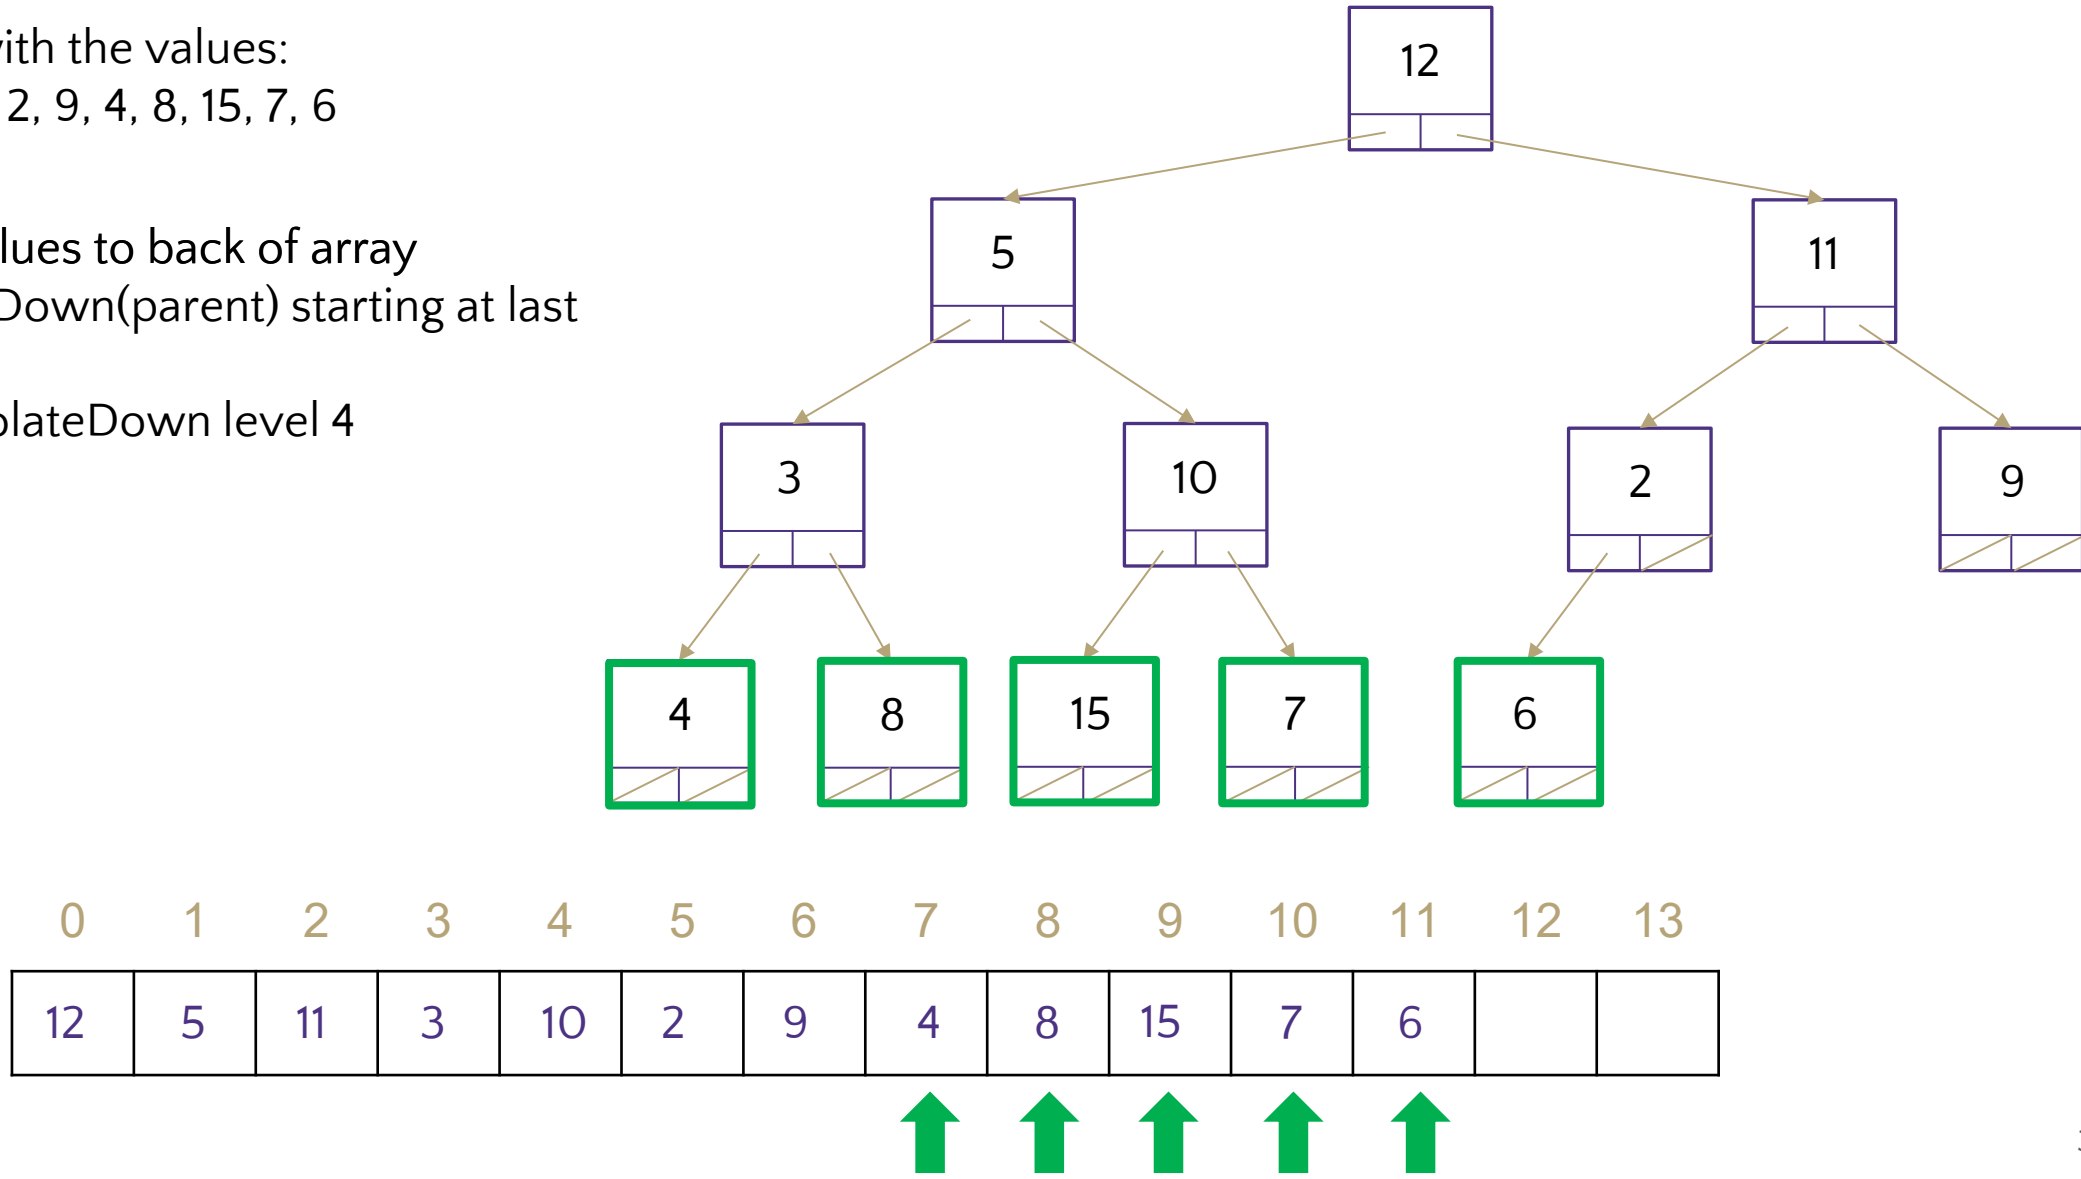 with the values:
2, 9, 4, 8, 15, 7, 6
lues to back of array
Down(parent) starting at last
olateDown level 4
12
5 11
3 10 2 9
4 8 15 7 6
0 1 2 3 4 5 6 7 8 9 10 11 12 13
12 5 11 3 10 2 9 4 8 15 7 6